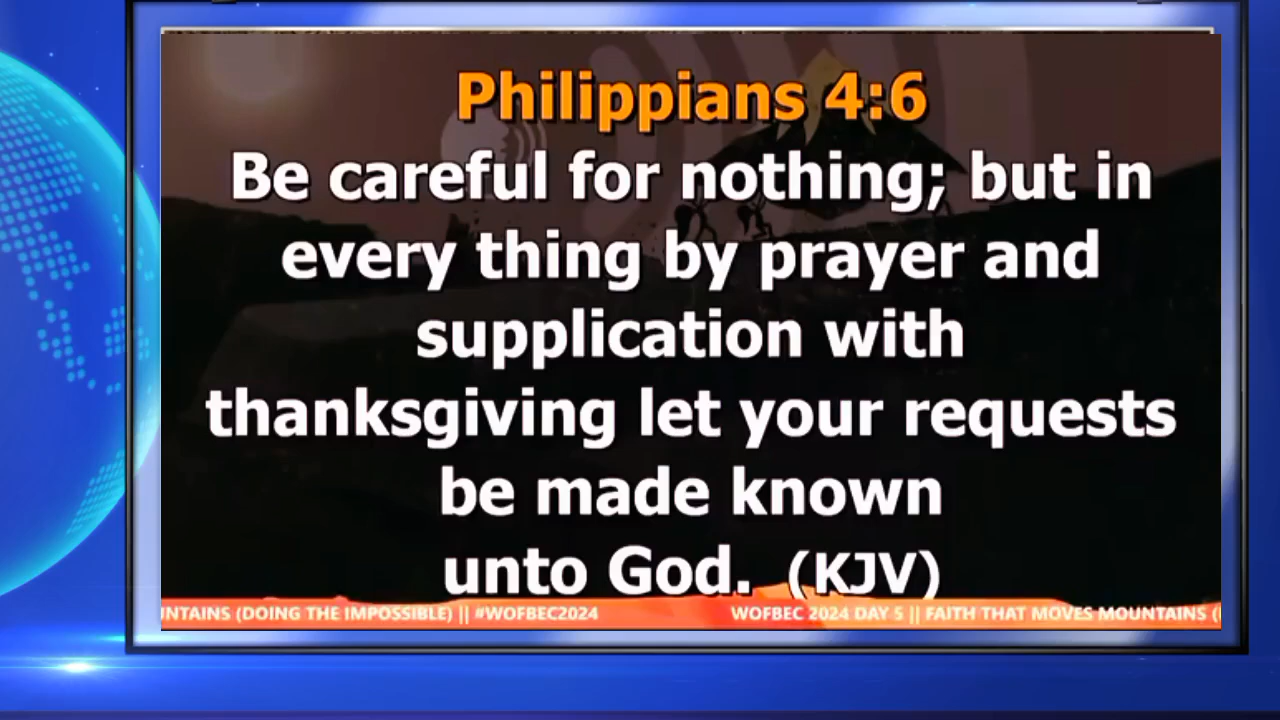 Philippians 4:6
Be careful for nothing; but in
every thing by prayer and
supplication with
thanksgiving let your requests
be made known
unto God. (KJV)
UNTAINS (DOING THE IMPOSSIBLE) || #WOFBEC2024 WOFBEC 2024 DAY 5 || FAITH THAT MOVES MOUNTAINS (